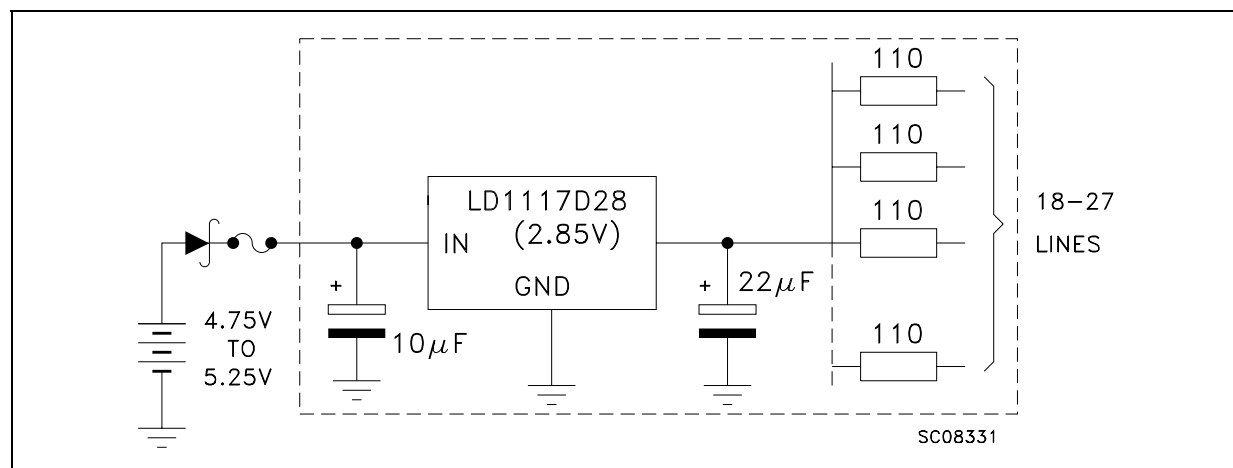 110
110
LD1117D28
(2.85V)
110
18-27
LINES
IN
GND
+
+
22μF
4.75V
TO
5.25V
10μF
110
SC08331